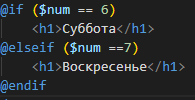 @if ($num == 6)
<h1>Суббота</h1>
@elseif ($num ==7)
<h1>Воскресенье</h1>
@endif